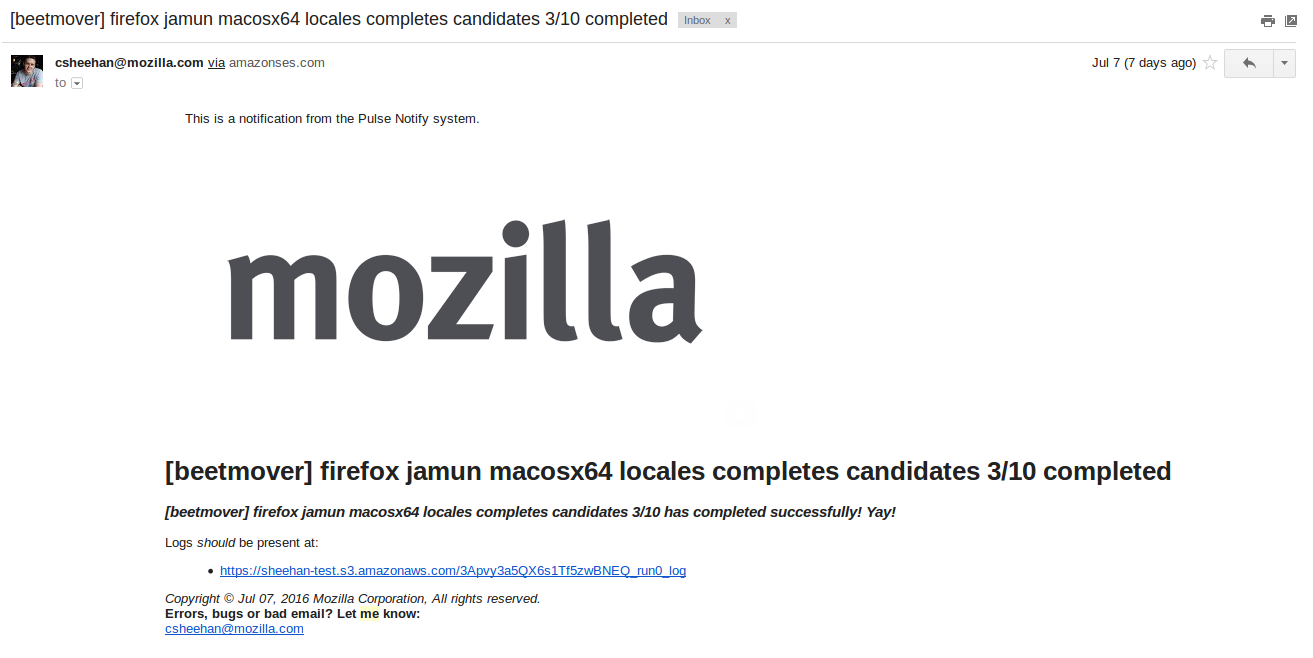 [beetmover] firefox jamun macosx64 locales completes candidates 3/10 completed Inbox x
csheehan@mozilla.com via amazonses.com Jul 7 (7 days ago)
to
This is a notification from the Pulse Notify system.
mozilla
[beetmover] firefox jamun macosx64 locales completes candidates 3/10 completed
[beetmover] firefox jamun macosx64 locales completes candidates 3/10 has completed successfully! Yay!
Logs should be present at:
• https://sheehan-test.s3.amazonaws.com/3Apvy3a5QX6s1Tf5zwBNEQ_run0_log
Copyright © Jul 07, 2016 Mozilla Corporation, All rights reserved.
Errors, bugs or bad email? Let me know:
csheehan@mozilla.com